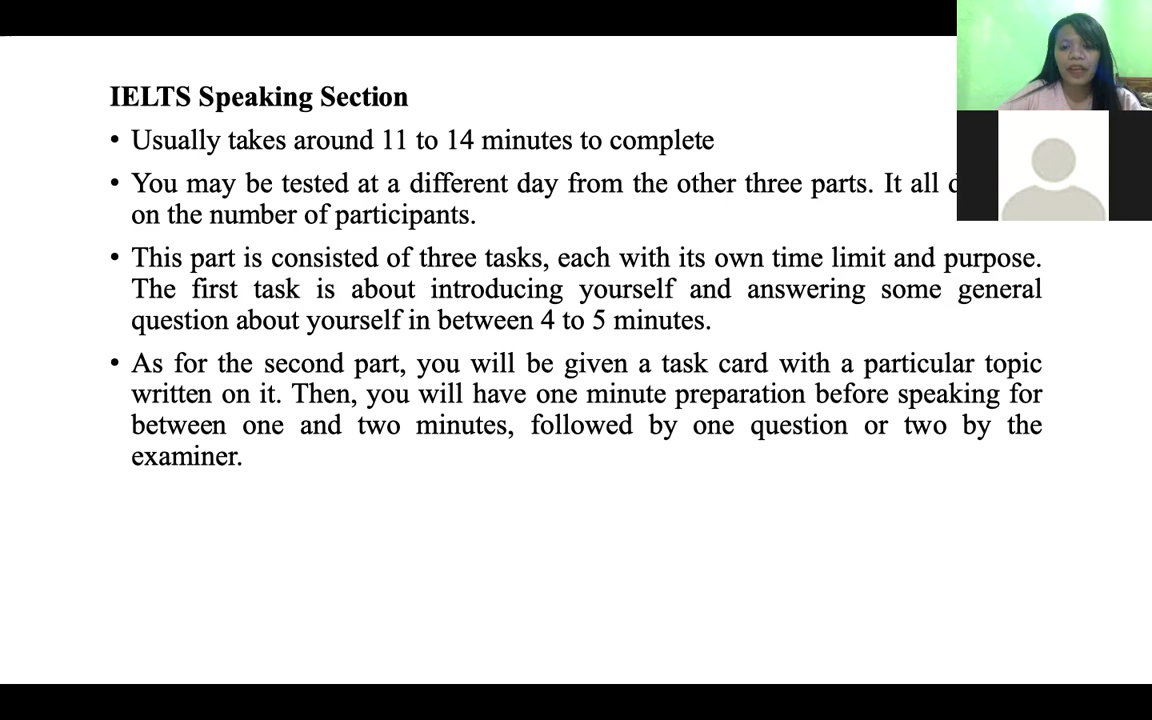 IELTS Speaking Section
• Usually takes around 11 to 14 minutes to complete
• You may be tested at a different day from the other three parts. It all
on the number of participants.
• This part is consisted of three tasks, each with its own time limit and purpose.
The first task is about introducing yourself and answering some general
question about yourself in between 4 to 5 minutes.
• As for the second part, you will be given a task card with a particular topic
written on it. Then, you will have one minute preparation before speaking for
between one and two minutes, followed by one question or two by the
examiner.